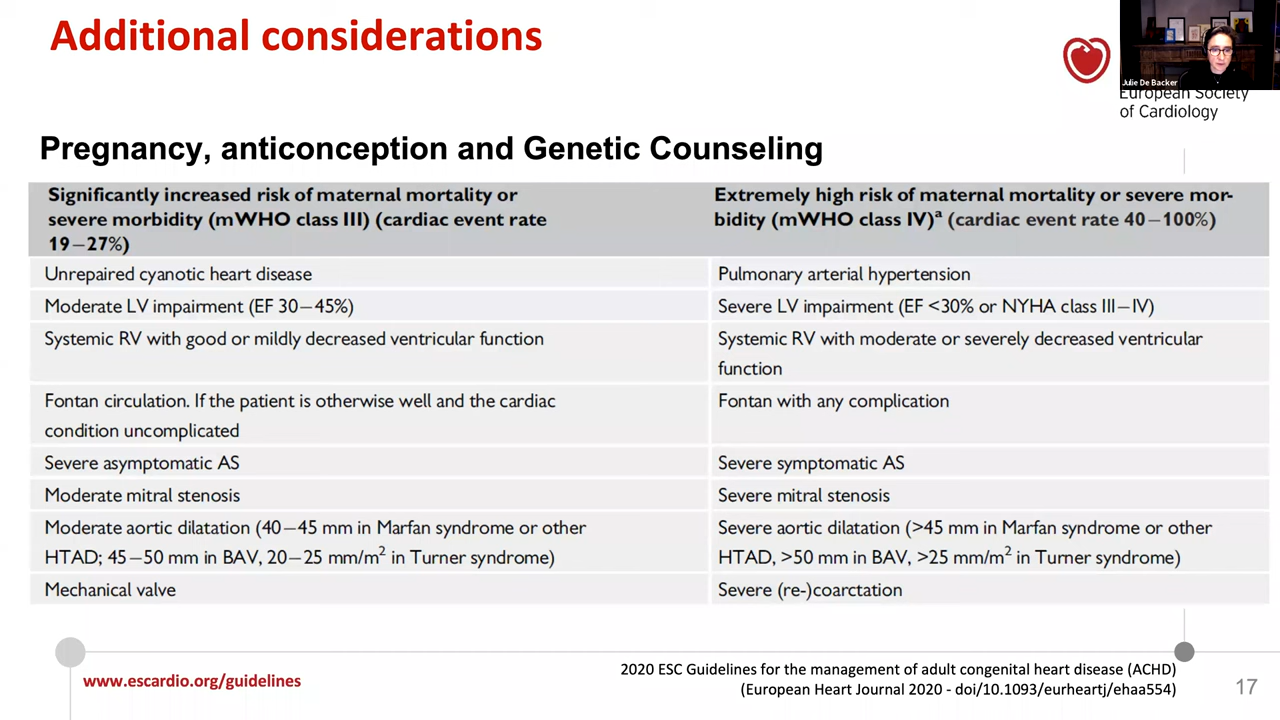 Additional considerations
Julie De Backer
European Society
of Cardiology
Pregnancy, anticonception and Genetic Counseling
Significantly increased risk of maternal mortality or
severe morbidity (mWHO class III) (cardiac event rate
19–27%)
Extremely high risk of maternal mortality or severe mor-
bidity (mWHO class IV)ᵃ (cardiac event rate 40–100%)
Unrepaired cyanotic heart disease
Pulmonary arterial hypertension
Moderate LV impairment (EF 30–45%)
Severe LV impairment (EF <30% or NYHA class III–IV)
Systemic RV with good or mildly decreased ventricular function
Systemic RV with moderate or severely decreased ventricular
function
Fontan circulation. If the patient is otherwise well and the cardiac
condition uncomplicated
Fontan with any complication
Severe asymptomatic AS
Severe symptomatic AS
Moderate mitral stenosis
Severe mitral stenosis
Moderate aortic dilatation (40–45 mm in Marfan syndrome or other
HTAD; 45–50 mm in BAV, 20–25 mm/m² in Turner syndrome)
Severe aortic dilatation (>45 mm in Marfan syndrome or other
HTAD, >50 mm in BAV, >25 mm/m² in Turner syndrome)
Mechanical valve
Severe (re-)coarctation
www.escardio.org/guidelines
2020 ESC Guidelines for the management of adult congenital heart disease (ACHD)
(European Heart Journal 2020 - doi/10.1093/eurheartj/ehaa554)
17